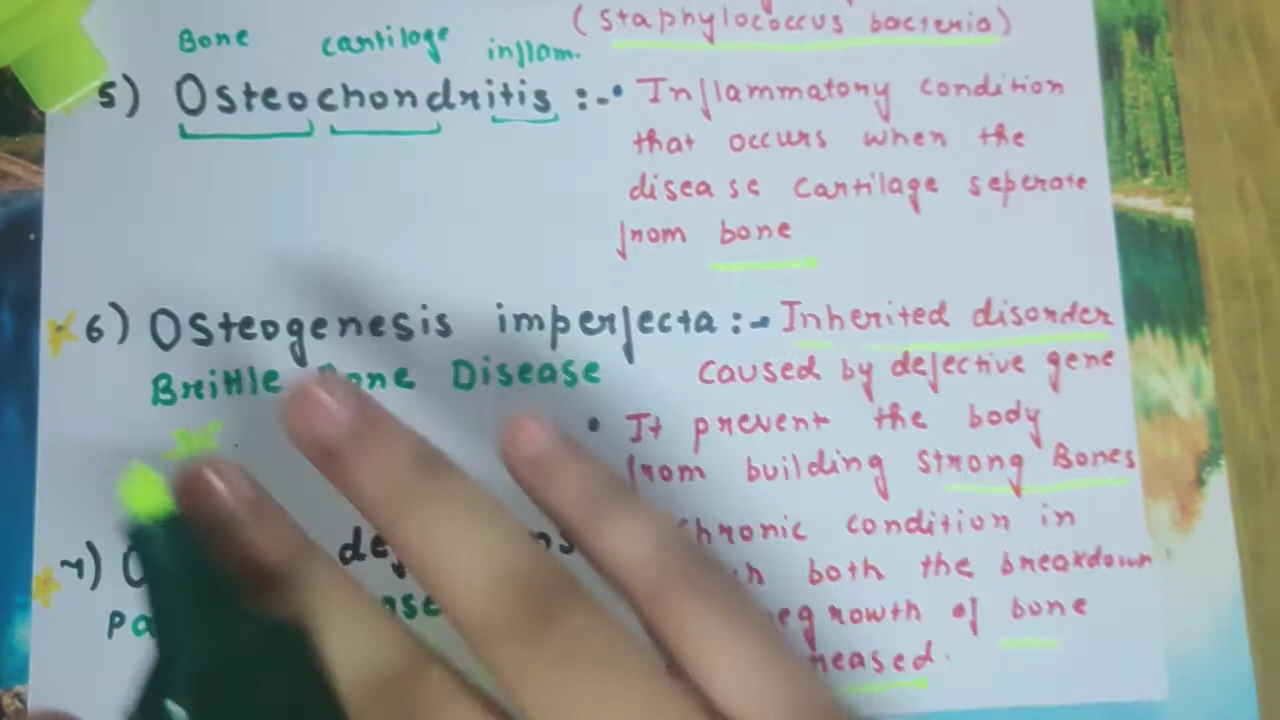 (staphylococcus bacteria)
Bone cartilage inflam.
5) Osteochondritis :-• Inflammatory condition
that occurs when the
disease cartilage seperate
from bone
6) Osteogenesis imperfecta :-• Inherited disorder
Brittle Bone Disease caused by defective gene
• It prevent the body
from building strong Bones
Chronic condition in
both the breakdown
of bone